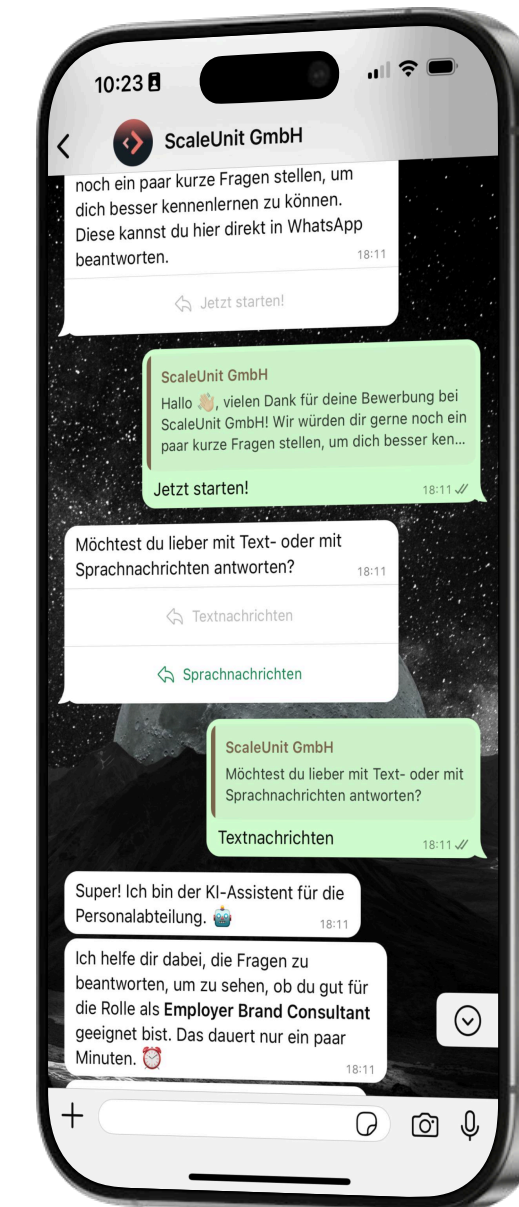 10:23
ScaleUnit GmbH
noch ein paar kurze Fragen stellen, um
dich besser kennenlernen zu können.
Diese kannst du hier direkt in WhatsApp
beantworten.
18:11
Jetzt starten!
ScaleUnit GmbH
Hallo 👋🏼, vielen Dank für deine Bewerbung bei
ScaleUnit GmbH! Wir würden dir gerne noch ein
paar kurze Fragen stellen, um dich besser ken...
Jetzt starten!
18:11
Möchtest du lieber mit Text- oder mit
Sprachnachrichten antworten?
18:11
Textnachrichten
Sprachnachrichten
ScaleUnit GmbH
Möchtest du lieber mit Text- oder mit
Sprachnachrichten antworten?
Textnachrichten
18:11
Super! Ich bin der KI-Assistent für die
Personalabteilung. 🤖
18:11
Ich helfe dir dabei, die Fragen zu
beantworten, um zu sehen, ob du gut für
die Rolle als Employer Brand Consultant
geeignet bist. Das dauert nur ein paar
Minuten. ⏰
18:11